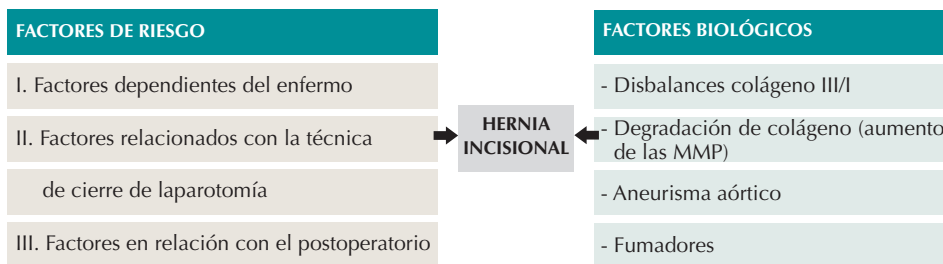 FACTORES DE RIESGO
I. Factores dependientes del enfermo
II. Factores relacionados con la técnica
de cierre de laparotomía
III. Factores en relación con el postoperatorio
HERNIA
INCISIONAL
FACTORES BIOLÓGICOS
- Disbalances colágeno III/I
- Degradación de colágeno (aumento
de las MMP)
- Aneurisma aórtico
- Fumadores